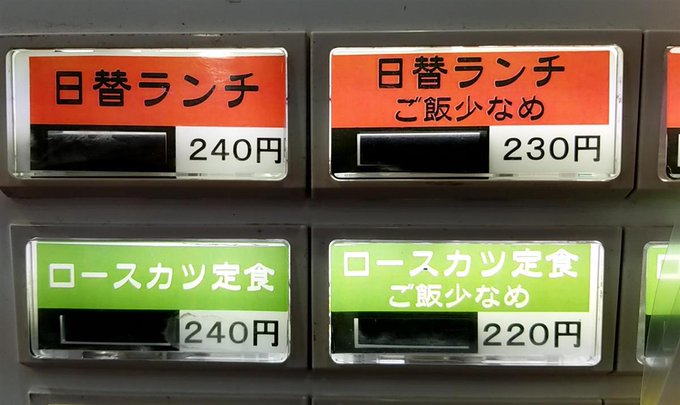 日替ランチ
240円
日替ランチ
ご飯少なめ
230円
ロースカツ定食
240円
ロースカツ定食
ご飯少なめ
220円